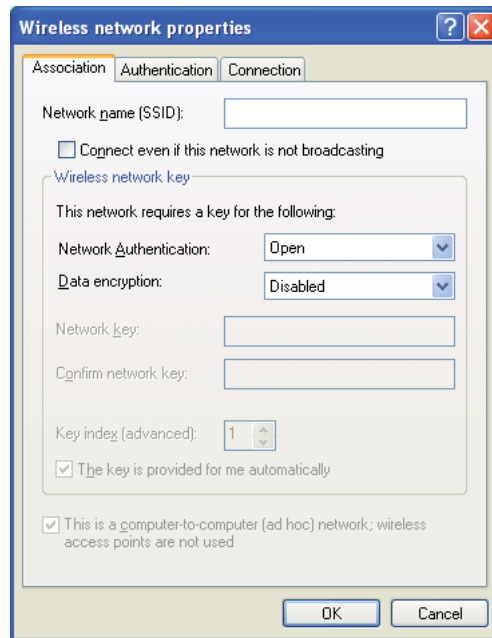 Wireless network properties
Association Authentication Connection
Network name (SSID):
Connect even if this network is not broadcasting
Wireless network key
This network requires a key for the following:
Network Authentication: Open
Data encryption: Disabled
Network key:
Confirm network key:
Key index (advanced): 1
The key is provided for me automatically
This is a computer-to-computer (ad hoc) network; wireless
access points are not used
OK Cancel